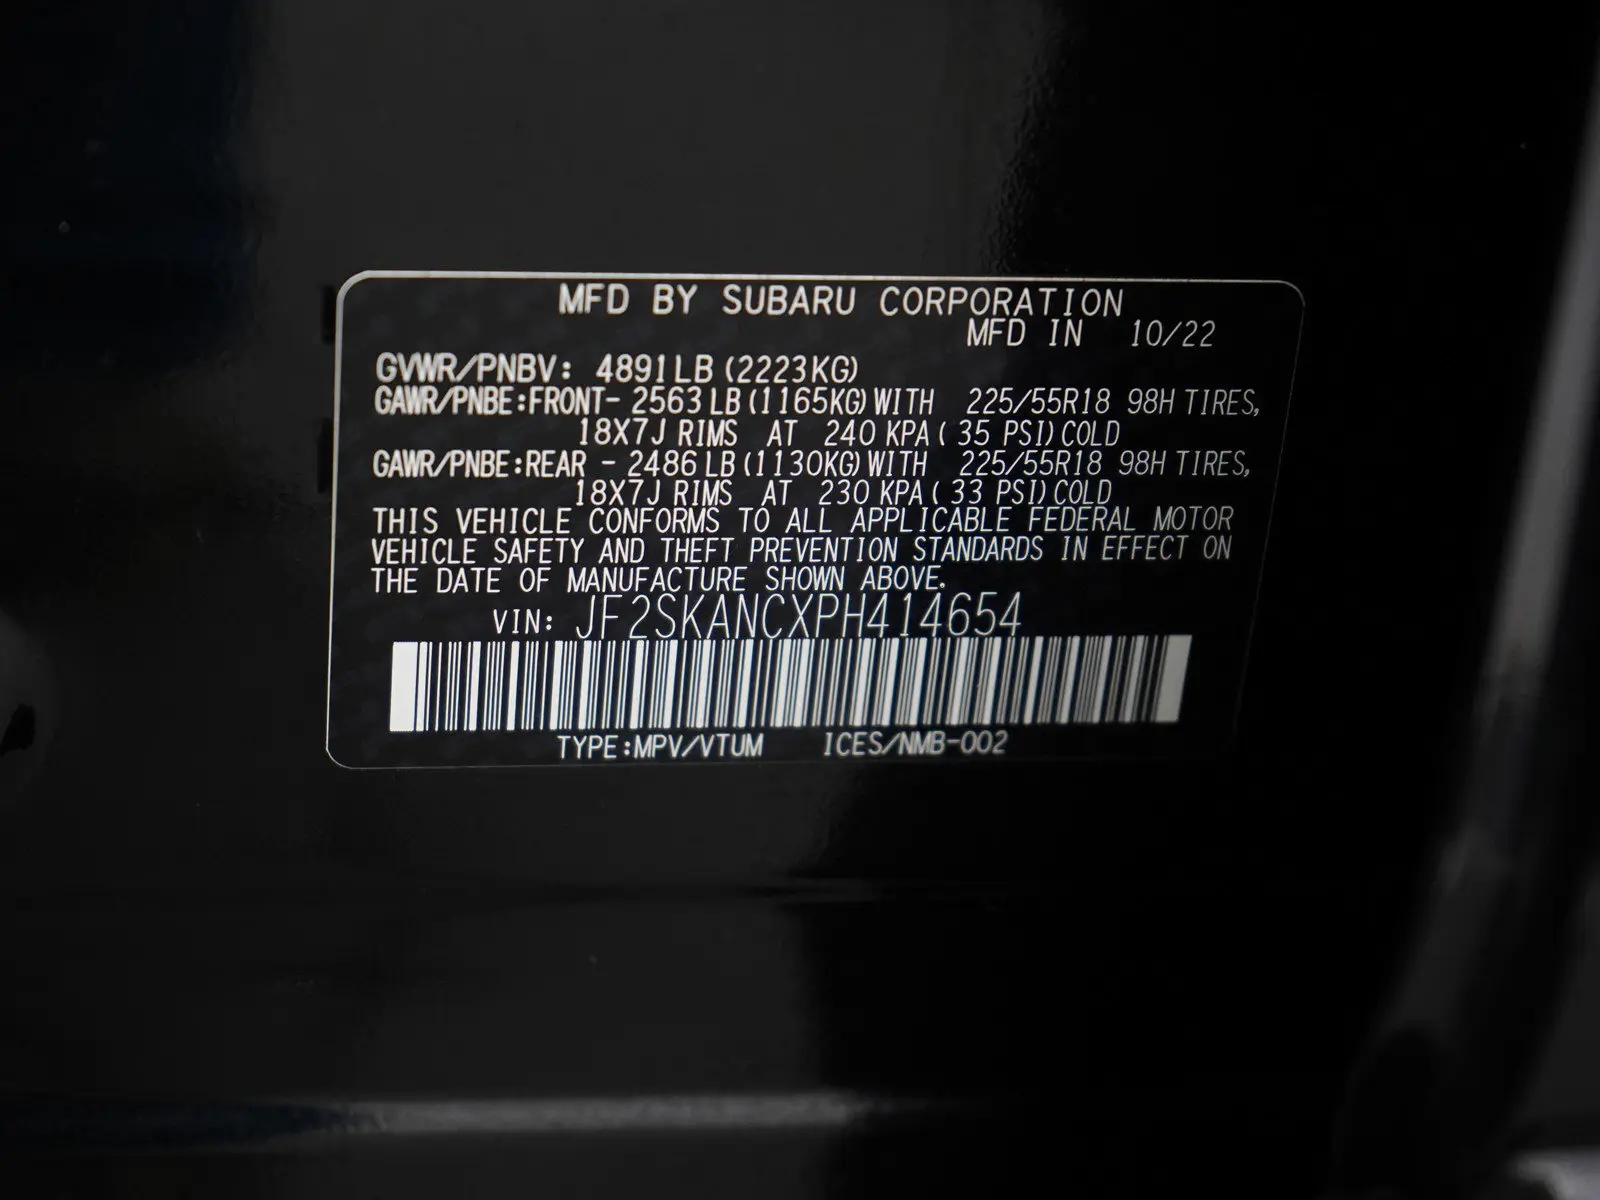 MFD BY SUBARU CORPORATION
MFD IN 10/22
GVWR/PNBV: 4891LB (2223KG)
GAWR/PNBE:FRONT- 2563 LB (1165KG) WITH 225/55R18 98H TIRES,
18X7J RIMS AT 240 KPA ( 35 PSI) COLD
GAWR/PNBE:REAR - 2486 LB (1130KG) WITH 225/55R18 98H TIRES,
18X7J RIMS AT 230 KPA ( 33 PSI) COLD
THIS VEHICLE CONFORMS TO ALL APPLICABLE FEDERAL MOTOR
VEHICLE SAFETY AND THEFT PREVENTION STANDARDS IN EFFECT ON
THE DATE OF MANUFACTURE SHOWN ABOVE.
VIN: JF2SKANCXPH414654
TYPE:MPV/VTUM ICES/NMB-002